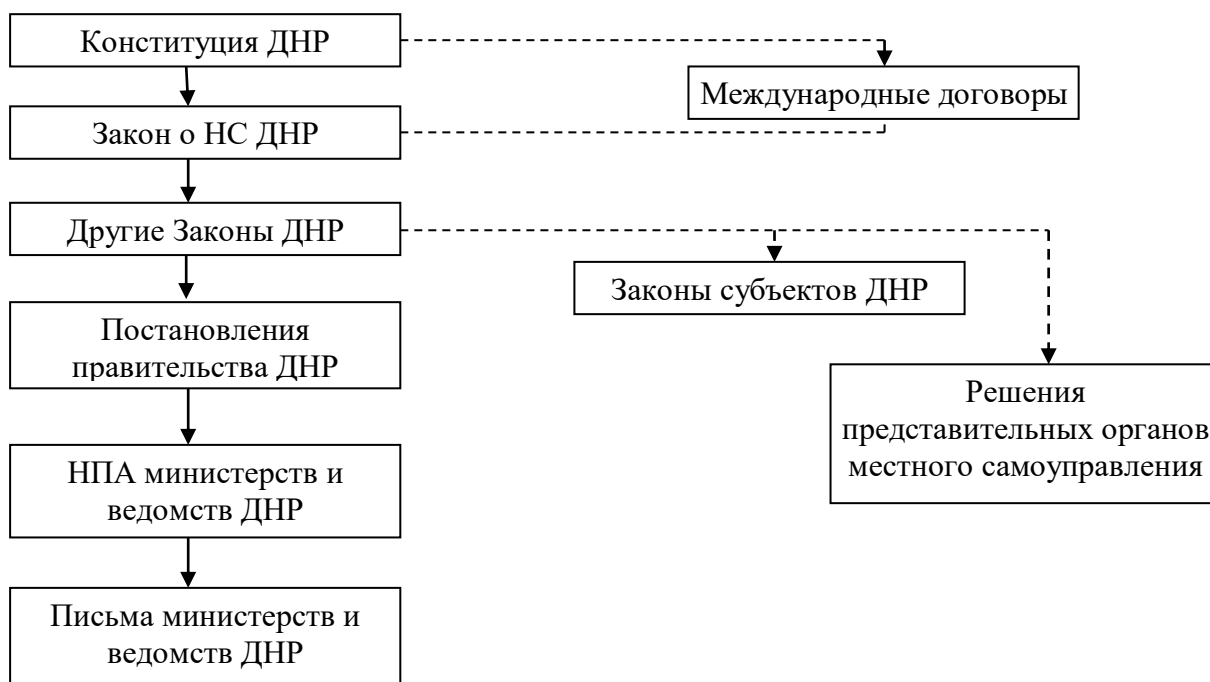 Конституция ДНР
Международные договоры
Закон о НС ДНР
Другие Законы ДНР
Законы субъектов ДНР
Постановления
правительства ДНР
Решения
представительных органов
местного самоуправления
НПА министерств и
ведомств ДНР
Письма министерств и
ведомств ДНР